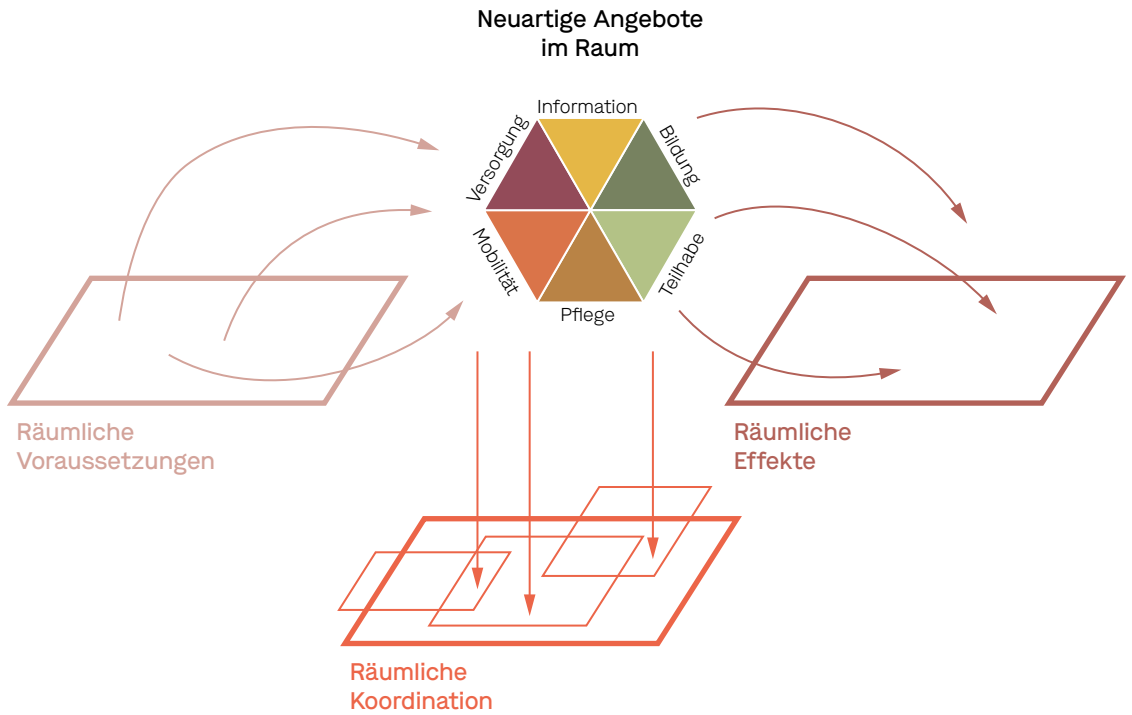 Neuartige Angebote
im Raum
Information
Versorgung
Bildung
Mobilität
Teilhabe
Pflege
Räumliche
Voraussetzungen
Räumliche
Effekte
Räumliche
Koordination